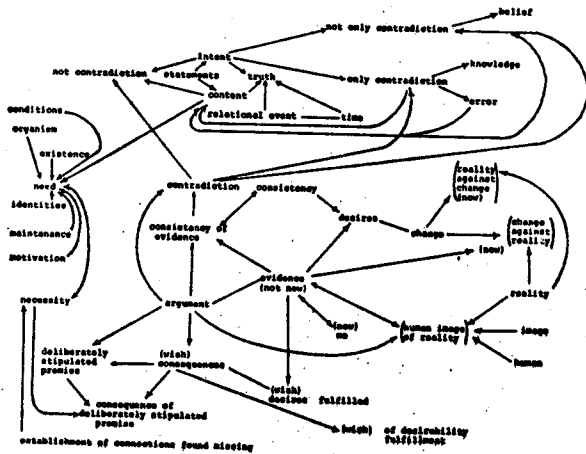 belief
not only contradiction
intent
not contradiction
statements
truth
only contradiction
knowledge
content
error
relational event
time
conditions
organism
existence
need
identities
maintenance
motivation
contradiction
consistency
(reality
against
change
(now)
desires
consistency of
evidence
change
(change
against
reality)
(now)
evidence
(not now)
necessity
argument
reality
(now)
(human image
of reality)
image
human
deliberately
stipulated
premise
(wish)
consequences
(wish)
desires fulfilled
consequence of
deliberately stipulated
premise
(wish) of desirability
fulfillment
establishment of connections found missing